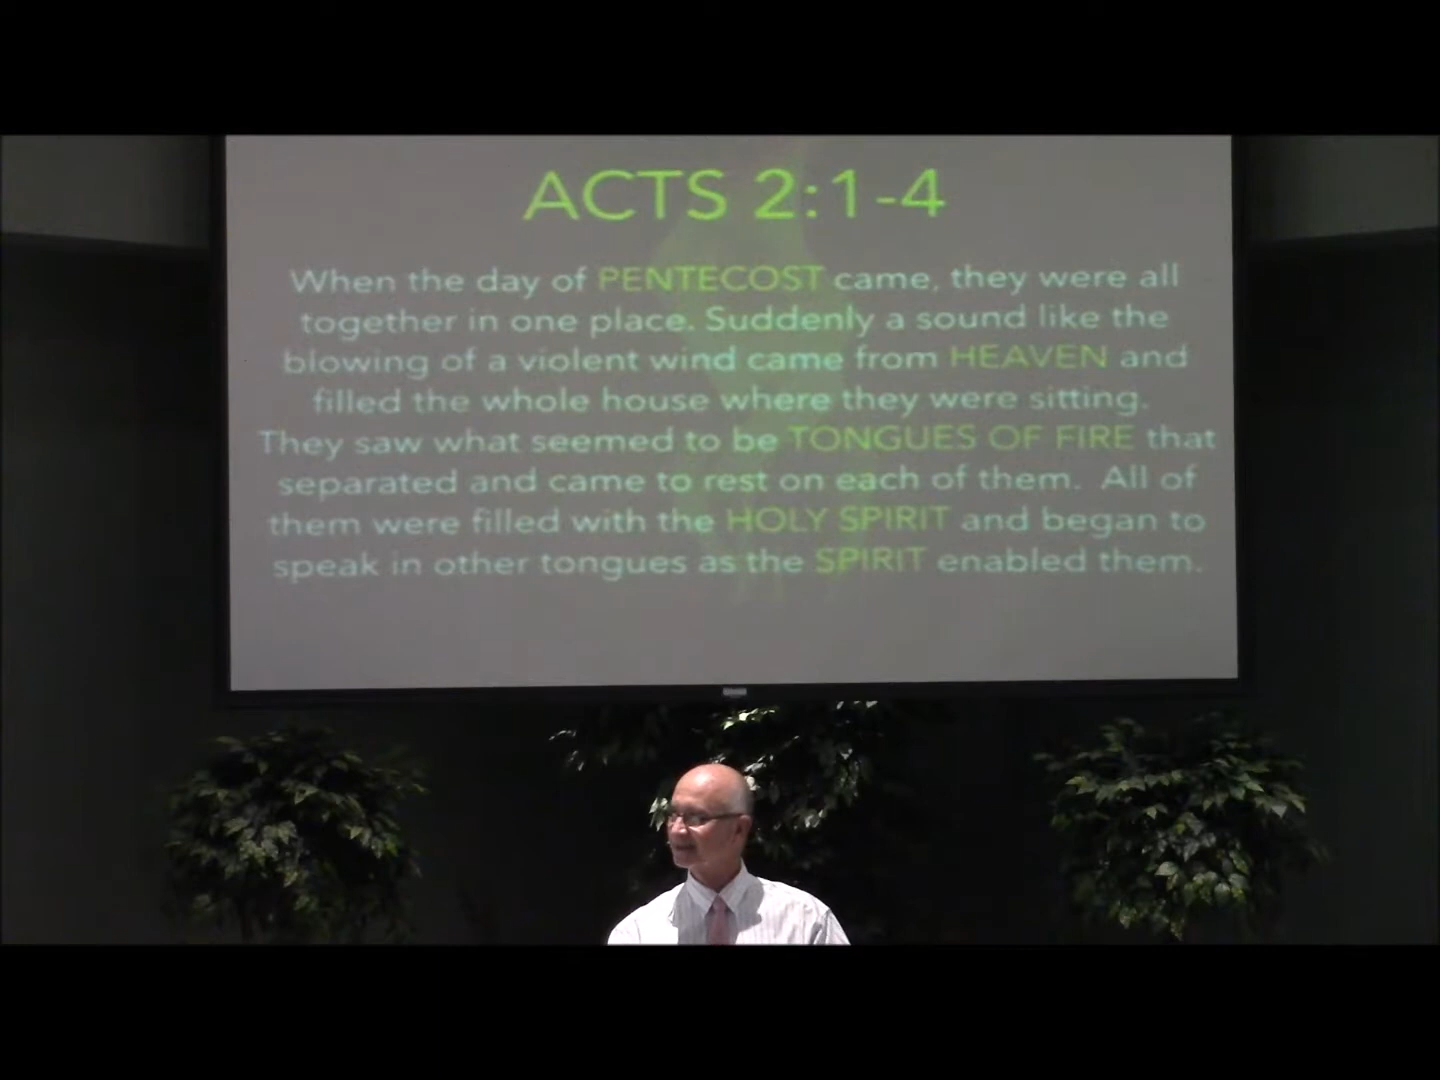 ACTS 2:1-4
When the day of PENTECOST came, they were all
together in one place. Suddenly a sound like the
blowing of a violent wind came from HEAVEN and
filled the whole house where they were sitting.
They saw what seemed to be TONGUES OF FIRE that
separated and came to rest on each of them. All of
them were filled with the HOLY SPIRIT and began to
speak in other tongues as the SPIRIT enabled them.